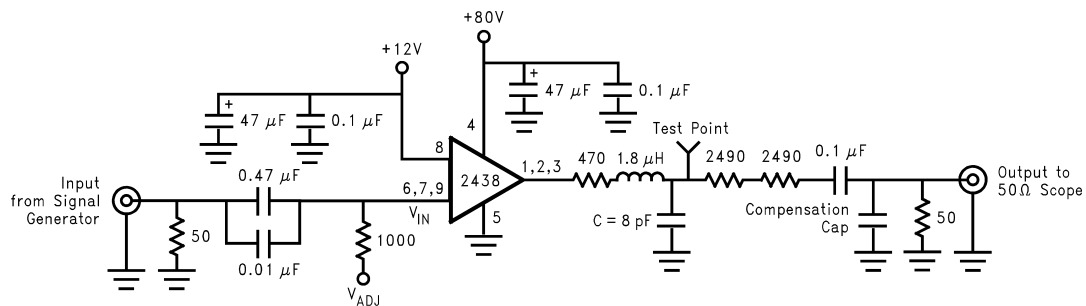 +80V
+12V
47 µF
0.1 µF
+
47 µF
0.1 µF
+
4
Test Point
8
1,2,3
470
1.8 µH
2490
2490
0.1 µF
2438
Input
from Signal
Generator
0.47 µF
6,7,9
V_IN
5
Output to
50Ω Scope
50
0.01 µF
1000
C = 8 pF
Compensation
Cap
50
V_ADJ